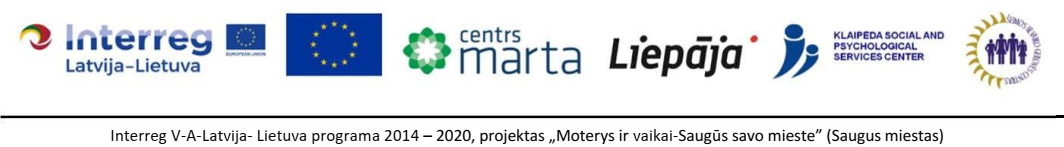 Interreg
EUROPEAN UNION
Latvija-Lietuva
centrs
marta
Liepāja
KLAIPĖDA SOCIAL AND
PSYCHOLOGICAL
SERVICES CENTER
Interreg V-A-Latvija- Lietuva programa 2014 – 2020, projektas „Moterys ir vaikai-Saugūs savo mieste” (Saugus miestas)